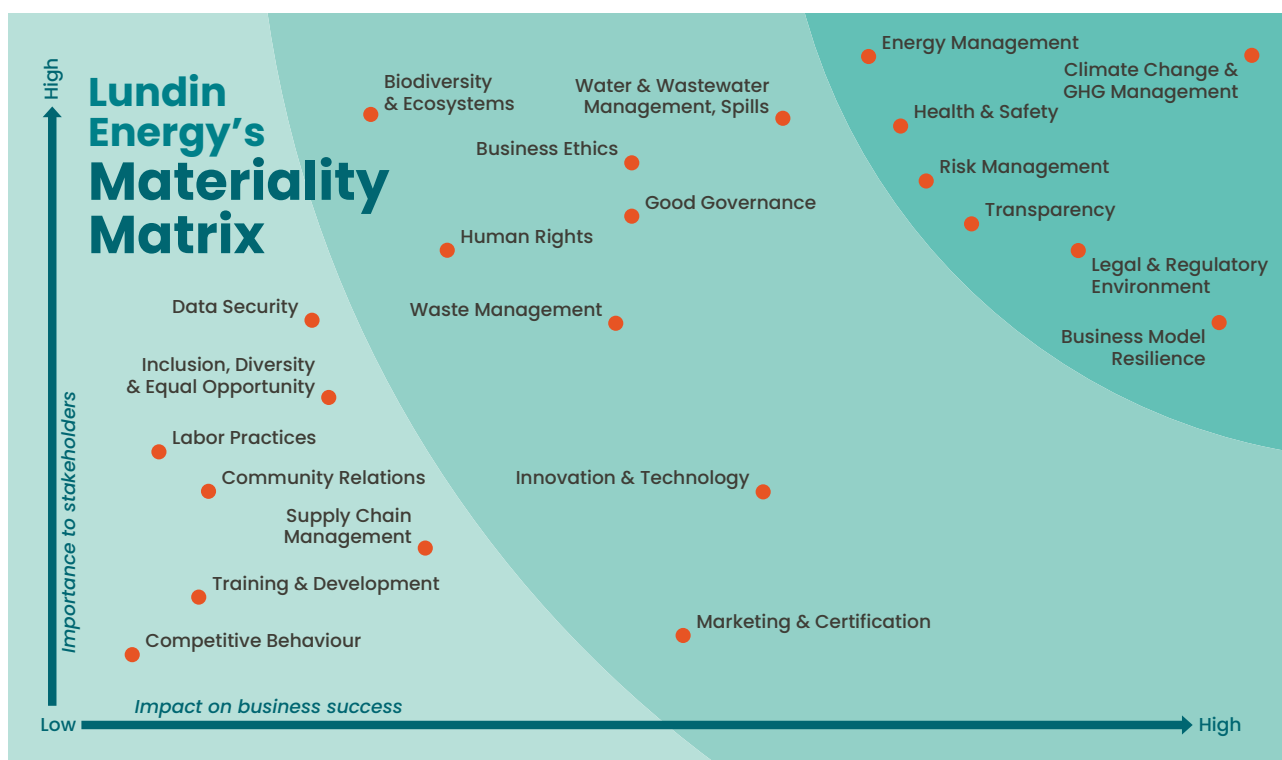 High
Lundin
Energy's
Materiality
Matrix
Energy Management
Climate Change &
GHG Management
Biodiversity
& Ecosystems
Water & Wastewater
Management, Spills
Health & Safety
Business Ethics
Risk Management
Good Governance
Transparency
Human Rights
Legal & Regulatory
Environment
Data Security
Waste Management
Business Model
Resilience
Inclusion, Diversity
& Equal Opportunity
Labor Practices
Community Relations
Innovation & Technology
Supply Chain
Management
Training & Development
Marketing & Certification
Competitive Behaviour
Importance to stakeholders
Impact on business success
Low
High